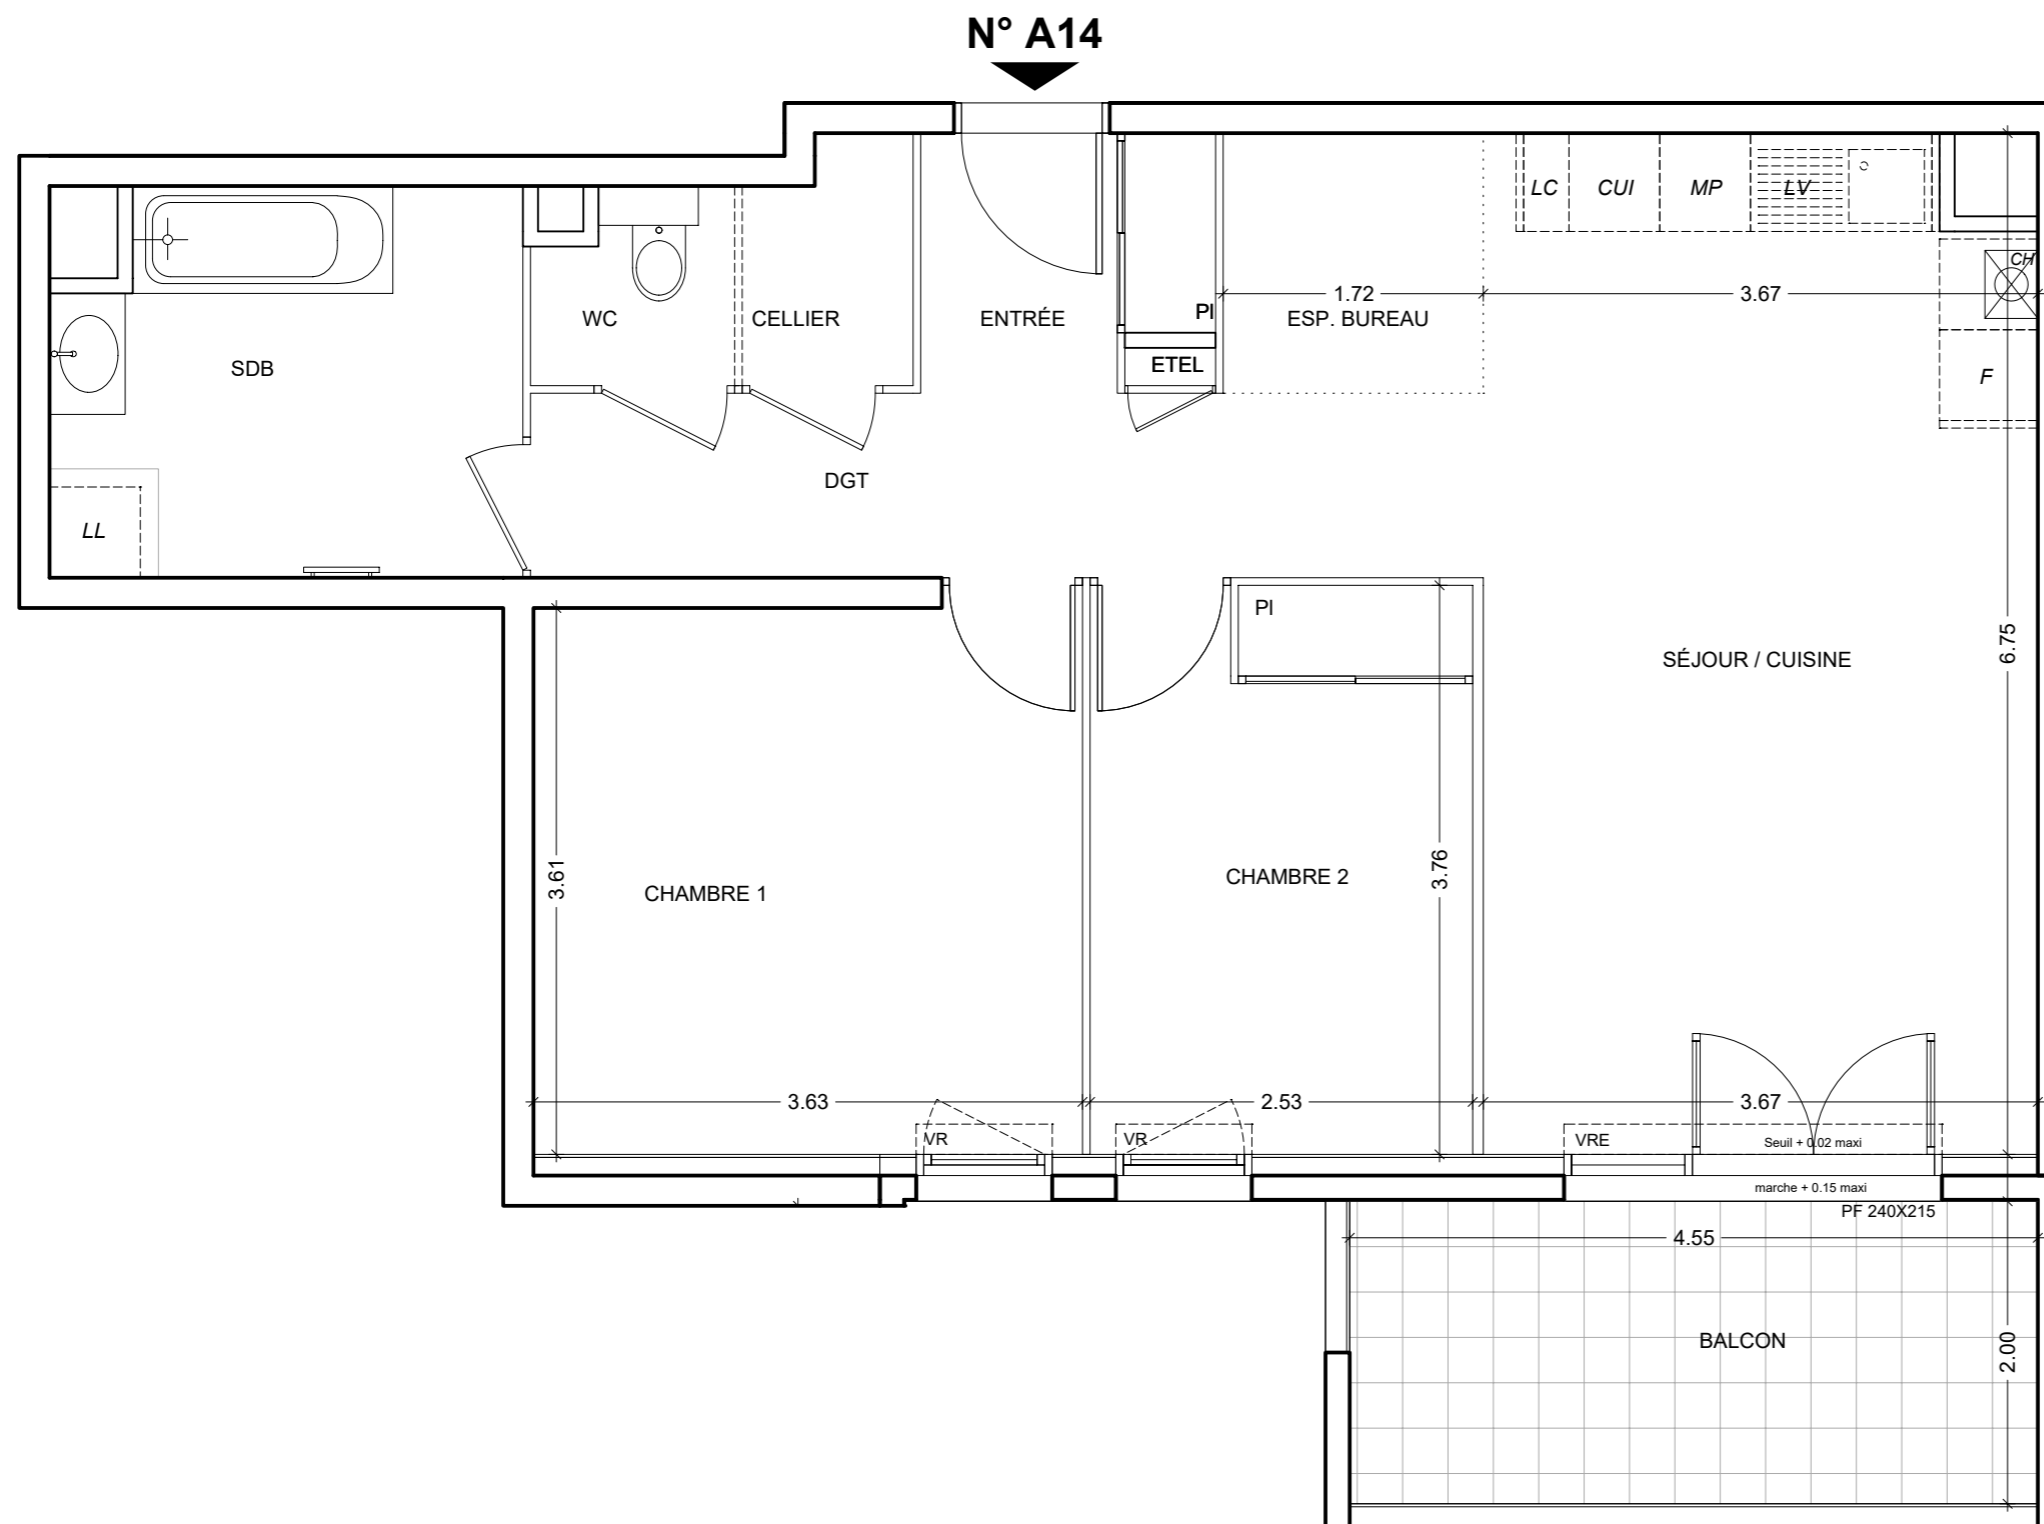 N° A14
LC
CUI
MP
LV
CH
1.72
3.67
WC
CELLIER
ENTRÉE
PI
ESP. BUREAU
SDB
ETEL
F
DGT
LL
PI
SÉJOUR / CUISINE
6.75
3.61
CHAMBRE 1
CHAMBRE 2
3.76
3.63
2.53
3.67
VR
VR
VRE
Seuil + 0.02 maxi
marche + 0.15 maxi
PF 240X215
4.55
BALCON
2.00